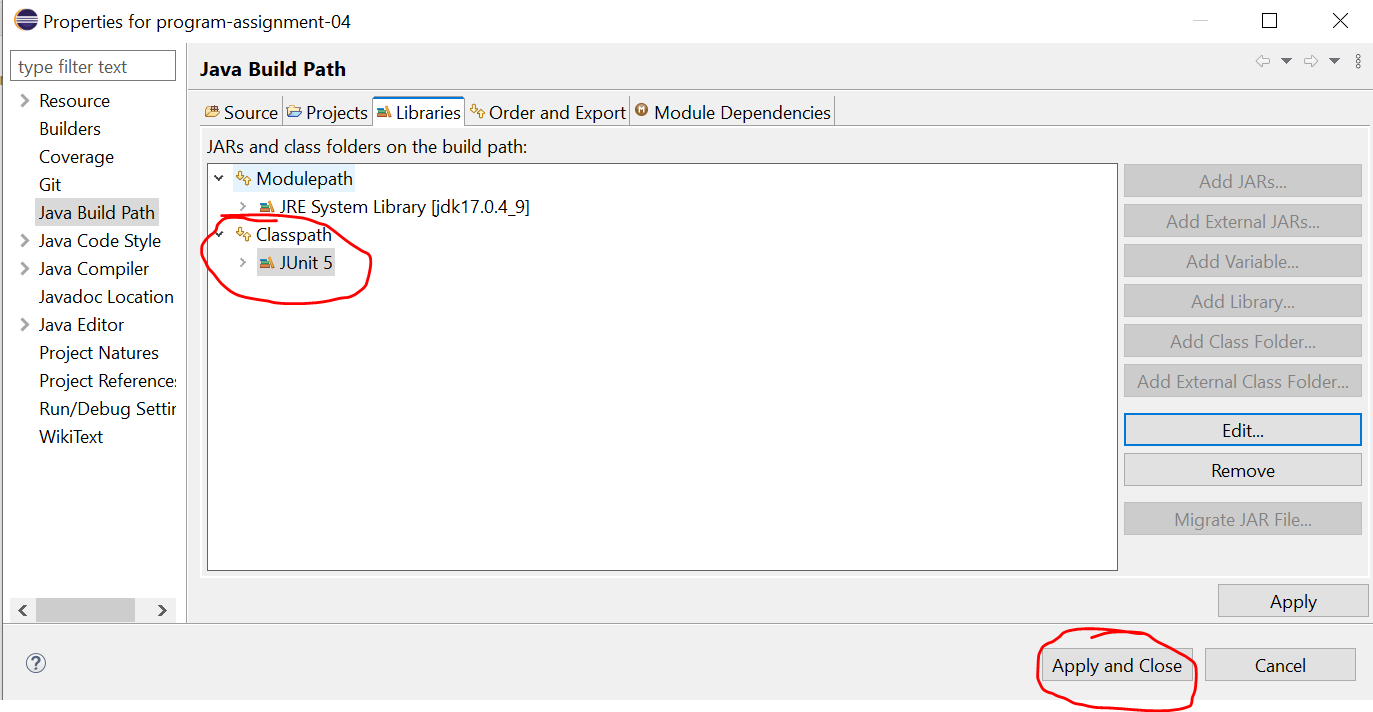 Properties for program-assignment-04
type filter text
Resource
Builders
Coverage
Git
Java Build Path
Java Code Style
Java Compiler
Javadoc Location
Java Editor
Project Natures
Project References
Run/Debug Settin
WikiText
Java Build Path
Source Projects Libraries Order and Export M Module Dependencies
JARs and class folders on the build path:
Modulepath
JRE System Library [jdk17.0.4_9]
Classpath
JUnit 5
Add JARs...
Add External JARs...
Add Variable...
Add Library...
Add Class Folder...
Add External Class Folder...
Edit...
Remove
Migrate JAR File...
Apply
?
Apply and Close
Cancel